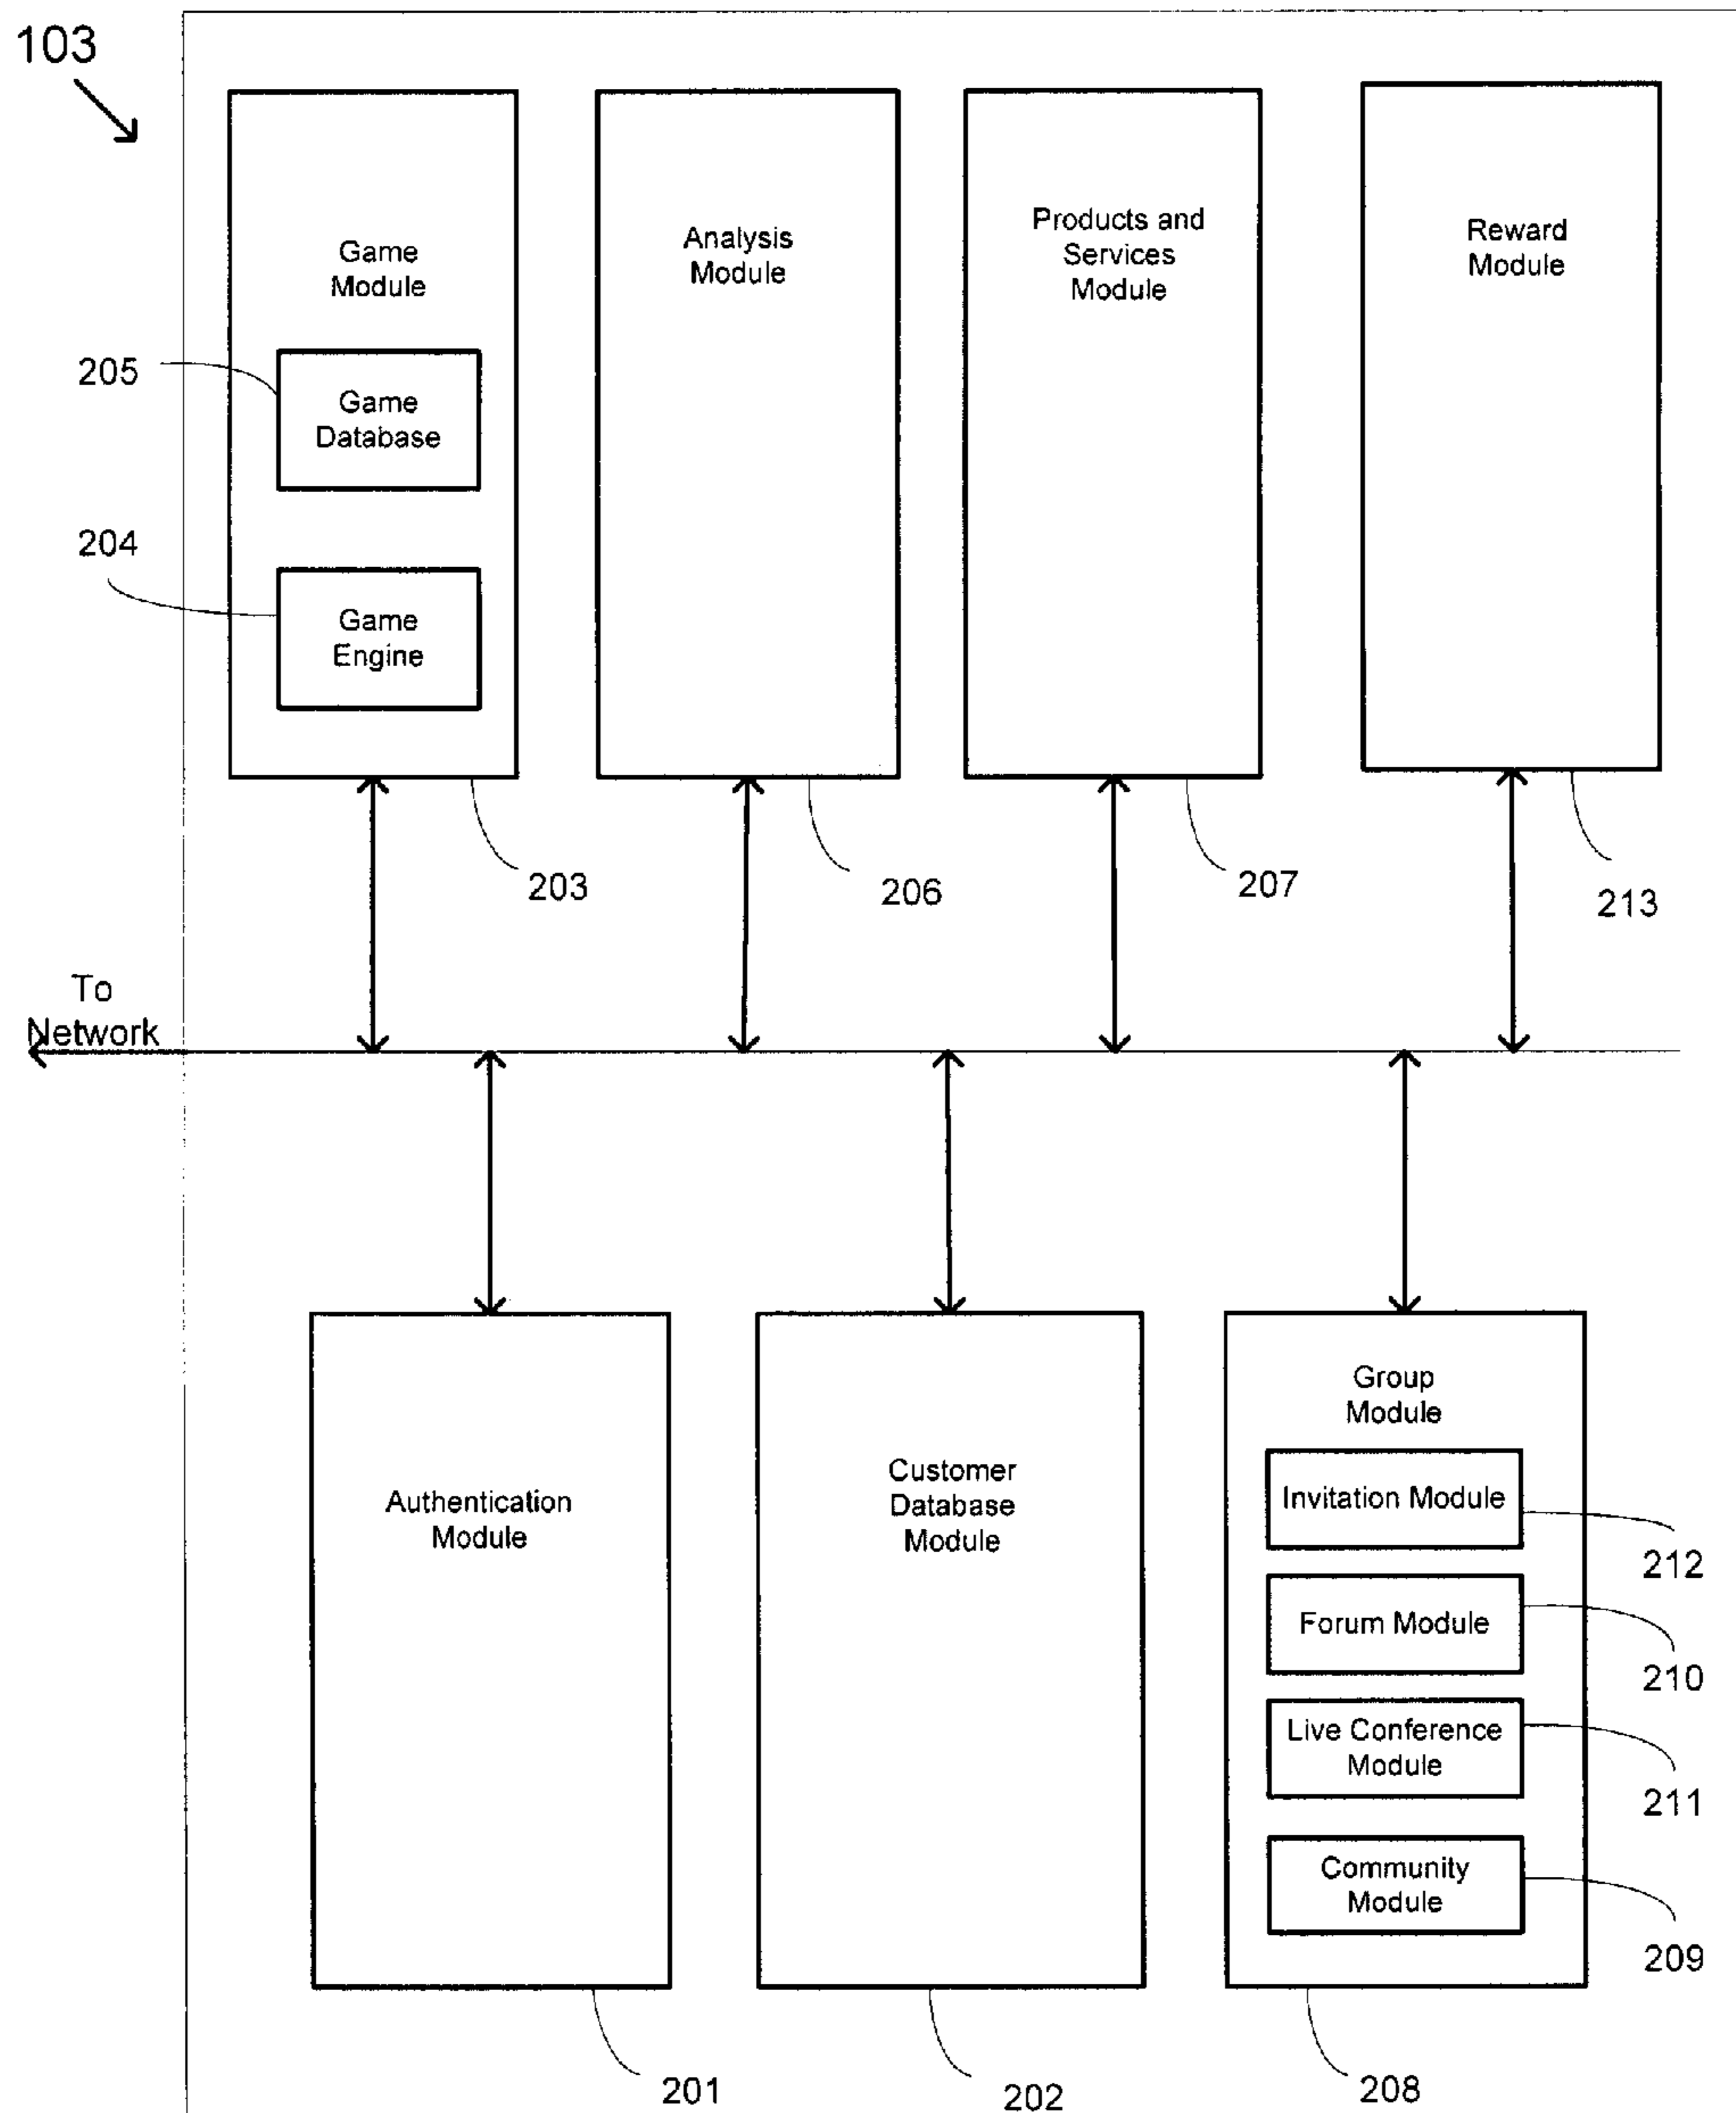 103
Game
Module
Analysis
Module
Products and
Services
Module
Reward
Module
205
Game
Database
204
Game
Engine
203
206
207
213
To
Network
Authentication
Module
Customer
Database
Module
Group
Module
Invitation Module
212
Forum Module
210
Live Conference
Module
211
Community
Module
209
201
202
208